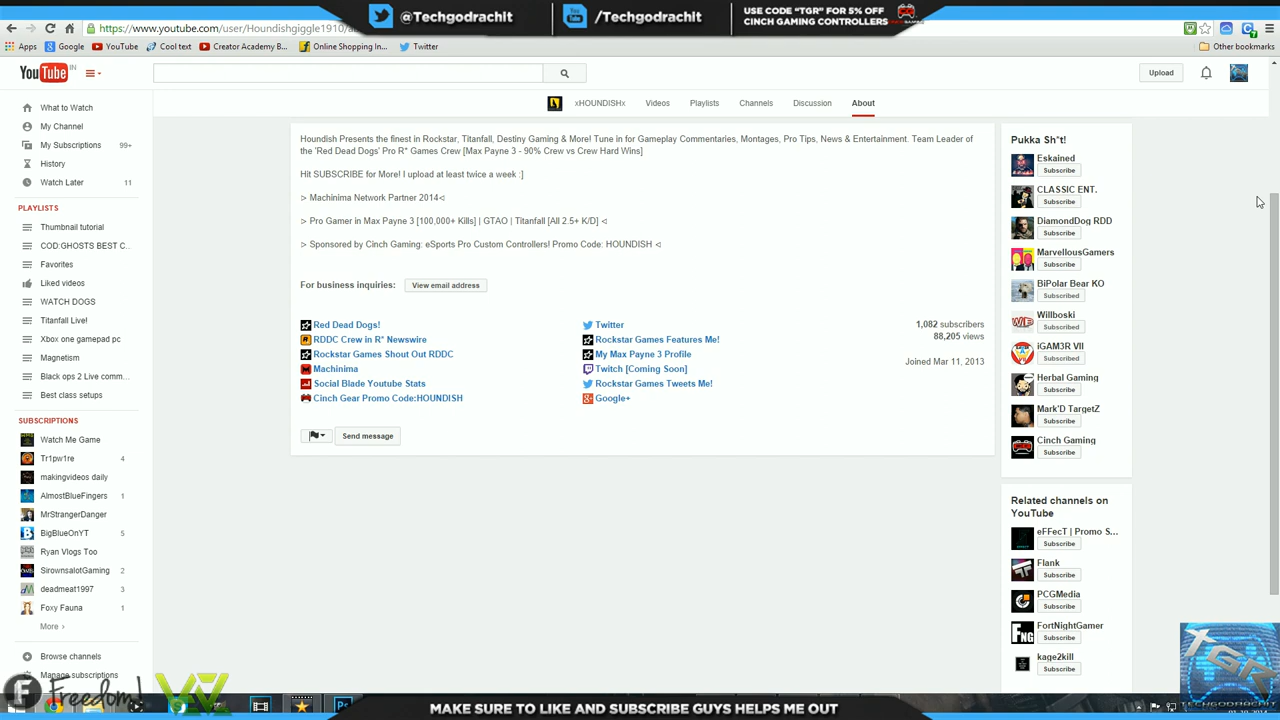 @Techgodrachit
/Techgodrachit
USE CODE "TGR" FOR 5% OFF
CINCH GAMING CONTROLLERS
https://www.youtube.com/user/Houndishgiggle1910/a
Apps
Google
YouTube
Cool text
Creator Academy B...
Online Shopping In...
Twitter
Other bookmarks
YouTube IN
Upload
What to Watch
My Channel
My Subscriptions 99+
History
Watch Later 11
PLAYLISTS
Thumbnail tutorial
COD:GHOSTS BEST C...
Favorites
Liked videos
WATCH DOGS
Titanfall Live!
Xbox onegame pc
Magnetism
Black ops 2 Live comm...
Best class setups
SUBSCRIPTIONS
Watch Me Game
Tr1pw1re 4
makingvideos daily
AlmostBlueFingers 1
MrStrangerDanger
BigBlueOnYT 5
Ryan Vlogs Too
SirownsalotGaming 2
deadmeat1997 3
Foxy Fauna 1
More ›
Browse channels
Manage subscriptions
xHOUNDISHx
Videos
Playlists
Channels
Discussion
About
Houndish Presents the finest in Rockstar, Titanfall, Destiny Gaming & More! Tune in for Gameplay Commentaries, Montages, Pro Tips, News & Entertainment. Team Leader of
the 'Red Dead Dogs' Pro R* Games Crew [Max Payne 3 - 90% Crew vs Crew Hard Wins]
Hit SUBSCRIBE for More! I upload at least twice a week :]
> Machinima Network Partner 2014<
> Pro Gamer in Max Payne 3 [100,000+ Kills] | GTAO | Titanfall [All 2.5+ K/D] <
> Sponsored by Cinch Gaming: eSports Pro Custom Controllers! Promo Code: HOUNDISH <
For business inquiries: View email address
Red Dead Dogs!
RDDC Crew in R* Newswire
Rockstar Games Shout Out RDDC
Machinima
Social Blade Youtube Stats
Cinch Gear Promo Code:HOUNDISH
Twitter
Rockstar Games Features Me!
My Max Payne 3 Profile
Twitch [Coming Soon]
Rockstar Games Tweets Me!
Google+
1,082 subscribers
88,205 views
Joined Mar 11, 2013
Send message
Pukka Sh*t!
Eskained
Subscribe
CLASSIC ENT.
Subscribe
DiamondDog RDD
Subscribe
MarvellousGamers
Subscribe
BiPolar Bear KO
Subscribed
Willboski
Subscribed
iGAM3R VII
Subscribed
Herbal Gaming
Subscribe
Mark'D TargetZ
Subscribe
Cinch Gaming
Subscribe
Related channels on
YouTube
eFFecT | Promo S...
Subscribe
Flank
Subscribe
PCGMedia
Subscribe
FortNightGamer
Subscribe
kage2kill
Subscribe
TGR
Freedom!
MAKE SURE TO LIKE AND SUBSCRIBE GUYS HELPS ME OUT